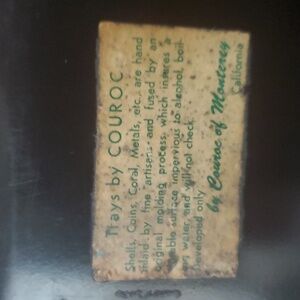 Trays by COUROC
Shells, Coins, Coral, Metals, etc. are hand
inlaid by fine artisans and fused by an
original molding process which insures a
surface impervious to alcohol, boil-
water, and will not check
developed only
by Couroc of Monterey
California